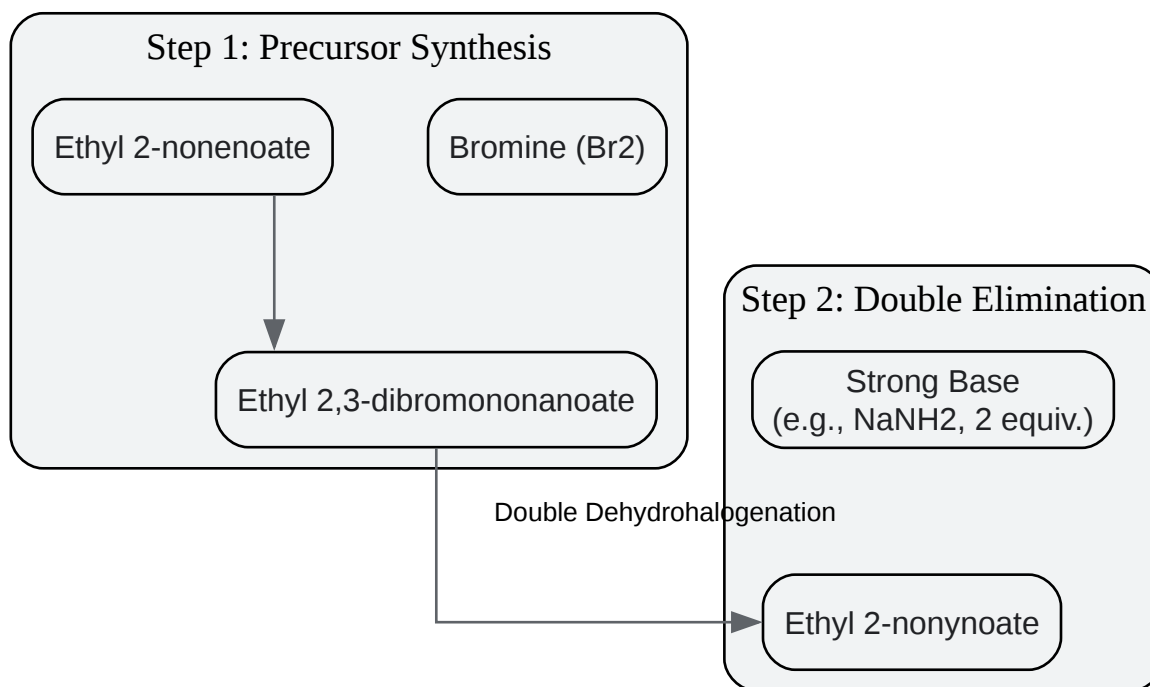 Step 1: Precursor Synthesis
Ethyl 2-nonenoate
Bromine (Br2)
Ethyl 2,3-dibromononanoate
Step 2: Double Elimination
Strong Base
(e.g., NaNH2, 2 equiv.)
Double Dehydrohalogenation
Ethyl 2-nonynoate